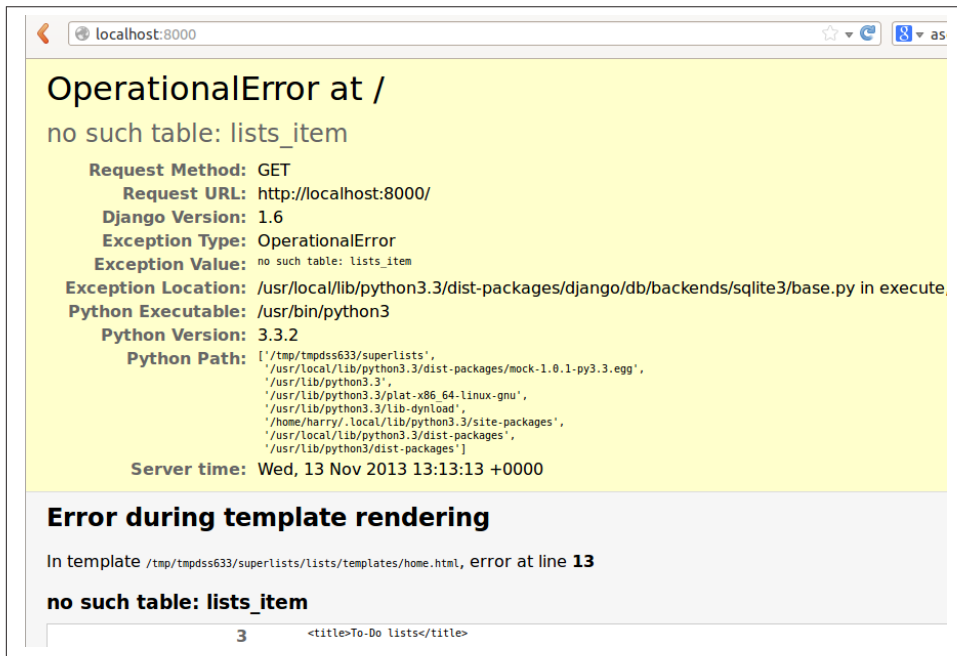 localhost:8000
as
OperationalError at /
no such table: lists_item
Request Method: GET
Request URL: http://localhost:8000/
Django Version: 1.6
Exception Type: OperationalError
Exception Value: no such table: lists_item
Exception Location: /usr/local/lib/python3.3/dist-packages/django/db/backends/sqlite3/base.py in execute,
Python Executable: /usr/bin/python3
Python Version: 3.3.2
Python Path: ['/tmp/tmpdss633/superlists',
'/usr/local/lib/python3.3/dist-packages/mock-1.0.1-py3.3.egg',
'/usr/lib/python3.3',
'/usr/lib/python3.3/plat-x86_64-linux-gnu',
'/usr/lib/python3.3/lib-dynload',
'/home/harry/.local/lib/python3.3/site-packages',
'/usr/local/lib/python3.3/dist-packages',
'/usr/lib/python3/dist-packages']
Server time: Wed, 13 Nov 2013 13:13:13 +0000
Error during template rendering
In template /tmp/tmpdss633/superlists/lists/templates/home.html, error at line 13
no such table: lists_item
3 <title>To-Do lists</title>